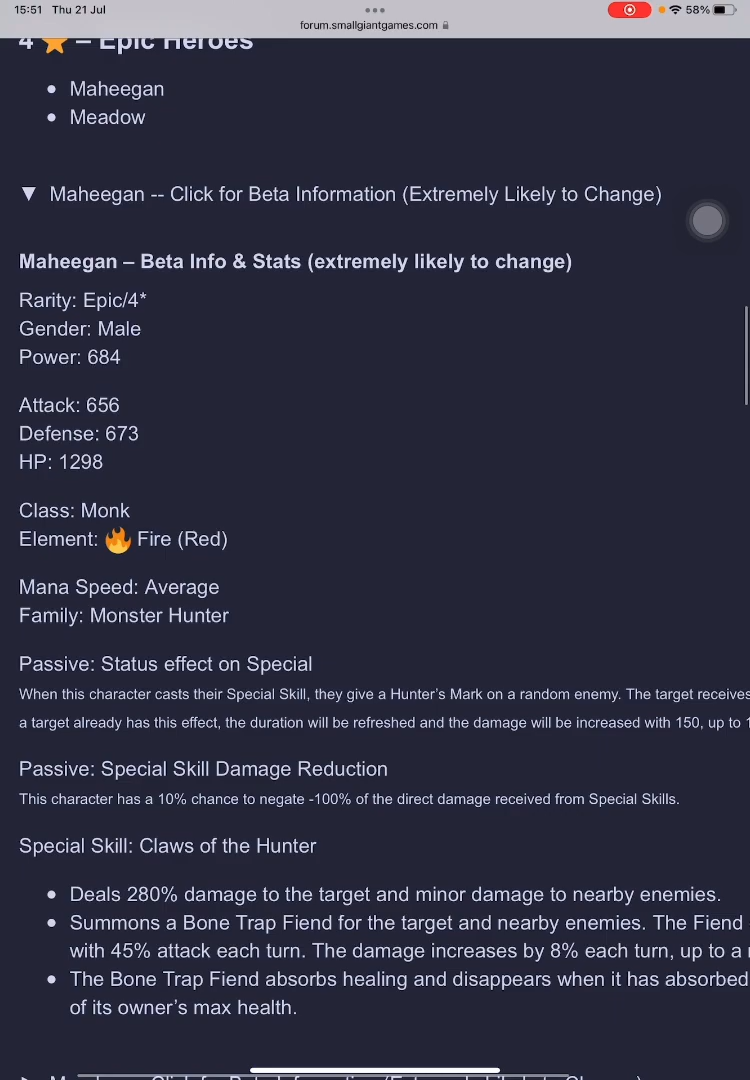 15:51 Thu 21 Jul
58%
forum.smallgiantgames.com
4 ⭐ – Epic Heroes
• Maheegan
• Meadow
▼ Maheegan -- Click for Beta Information (Extremely Likely to Change)
Maheegan – Beta Info & Stats (extremely likely to change)
Rarity: Epic/4*
Gender: Male
Power: 684
Attack: 656
Defense: 673
HP: 1298
Class: Monk
Element: 🔥 Fire (Red)
Mana Speed: Average
Family: Monster Hunter
Passive: Status effect on Special
When this character casts their Special Skill, they give a Hunter's Mark on a random enemy. The target receives
a target already has this effect, the duration will be refreshed and the damage will be increased with 150, up to
Passive: Special Skill Damage Reduction
This character has a 10% chance to negate -100% of the direct damage received from Special Skills.
Special Skill: Claws of the Hunter
• Deals 280% damage to the target and minor damage to nearby enemies.
• Summons a Bone Trap Fiend for the target and nearby enemies. The Fiend
with 45% attack each turn. The damage increases by 8% each turn, up to a
• The Bone Trap Fiend absorbs healing and disappears when it has absorbed
of its owner's max health.